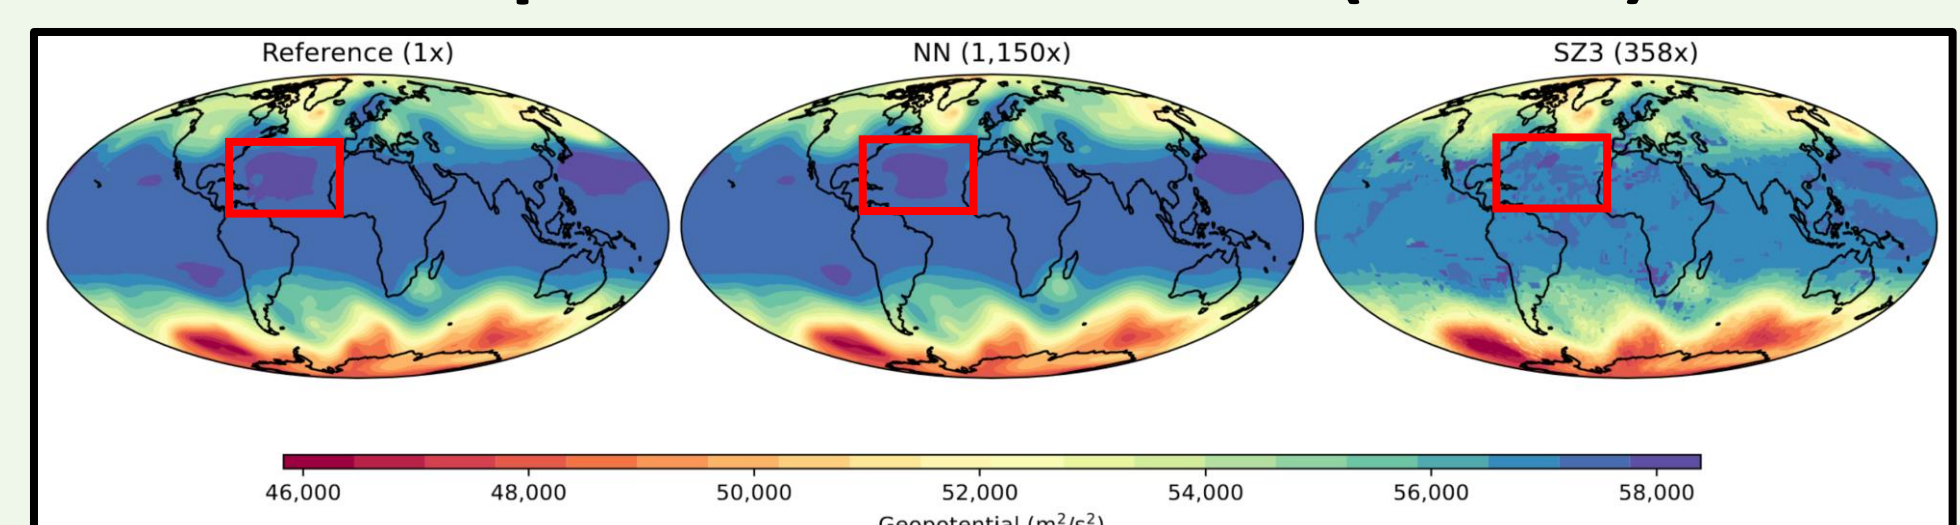 Reference (1x)
NN (1,150x)
SZ3 (358x)
46,000 48,000 50,000 52,000 54,000 56,000 58,000
Geopotential (m²/s²)